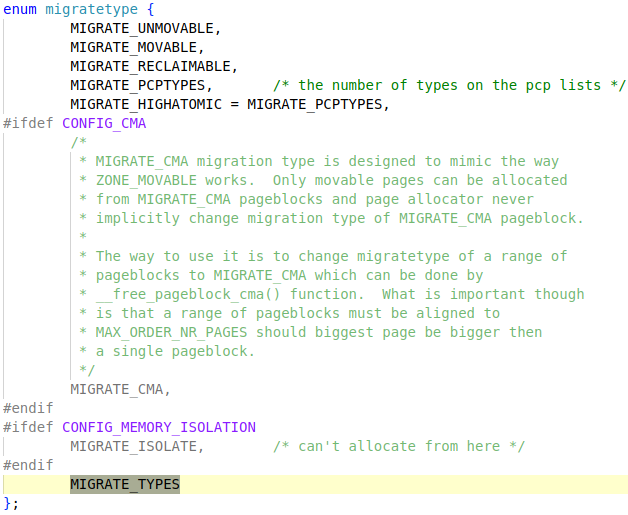 enum migratetype {
MIGRATE_UNMOVABLE,
MIGRATE_MOVABLE,
MIGRATE_RECLAIMABLE,
MIGRATE_PCPTYPES, /* the number of types on the pcp lists */
MIGRATE_HIGHATOMIC = MIGRATE_PCPTYPES,
#ifdef CONFIG_CMA
/*
* MIGRATE_CMA migration type is designed to mimic the way
* ZONE_MOVABLE works.  Only movable pages can be allocated
* from MIGRATE_CMA pageblocks and page allocator never
* implicitly change migration type of MIGRATE_CMA pageblock.
*
* The way to use it is to change migratetype of a range of
* pageblocks to MIGRATE_CMA which can be done by
* __free_pageblock_cma() function.  What is important though
* is that a range of pageblocks must be aligned to
* MAX_ORDER_NR_PAGES should biggest page be bigger then
* a single pageblock.
*/
MIGRATE_CMA,
#endif
#ifdef CONFIG_MEMORY_ISOLATION
MIGRATE_ISOLATE, /* can't allocate from here */
#endif
MIGRATE_TYPES
};